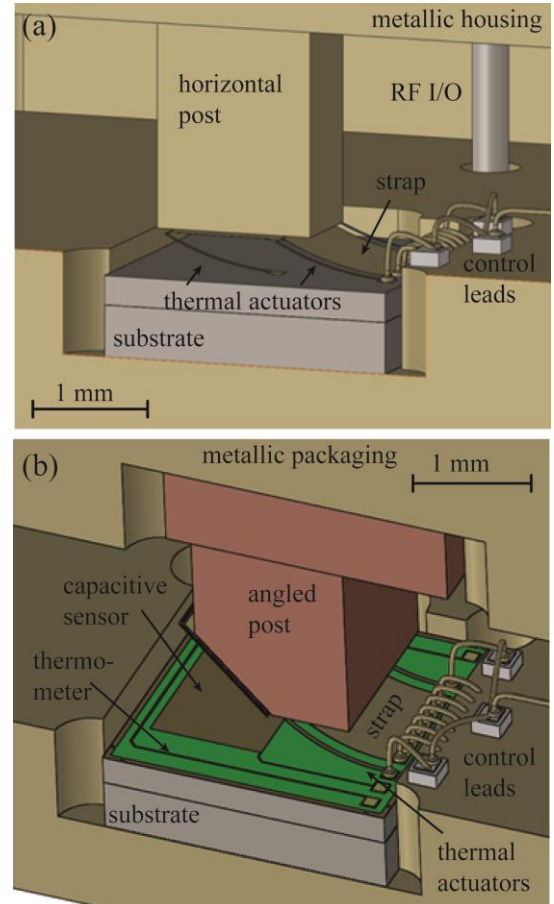 (a)
metallic housing
horizontal
post
RF I/O
strap
thermal actuators
control
leads
substrate
1 mm
(b)
metallic packaging
1 mm
capacitive
sensor
angled
post
thermo-
meter
strap
control
leads
substrate
thermal
actuators